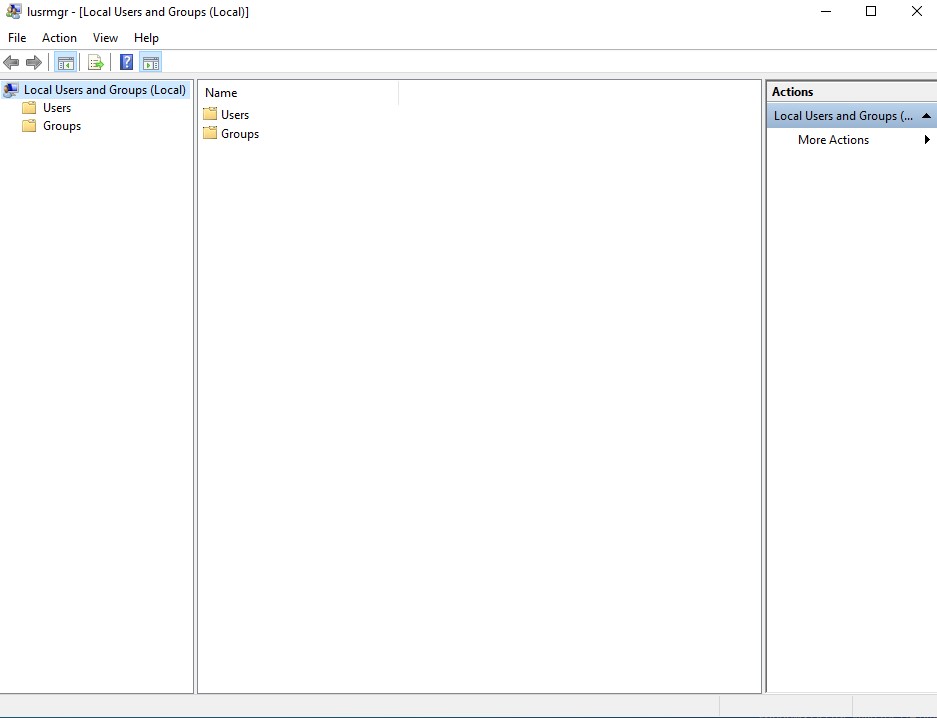 lusrmgr - [Local Users and Groups (Local)]
File Action View Help
Local Users and Groups (Local)
Users
Groups
Name
Users
Groups
Actions
Local Users and Groups (...
More Actions